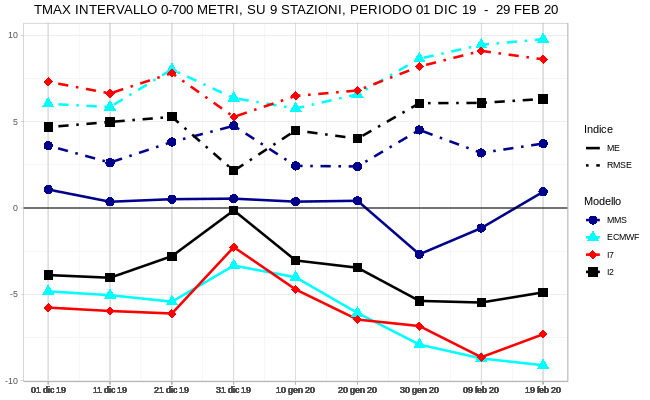 TMAX INTERVALLO 0-700 METRI, SU 9 STAZIONI, PERIODO 01 DIC 19 - 29 FEB 20
10
5
0
-5
-10
01 dic 19
11 dic 19
21 dic 19
31 dic 19
10 gen 20
20 gen 20
30 gen 20
09 feb 20
19 feb 20
Indice
ME
RMSE
Modello
MMS
ECMWF
I7
I2